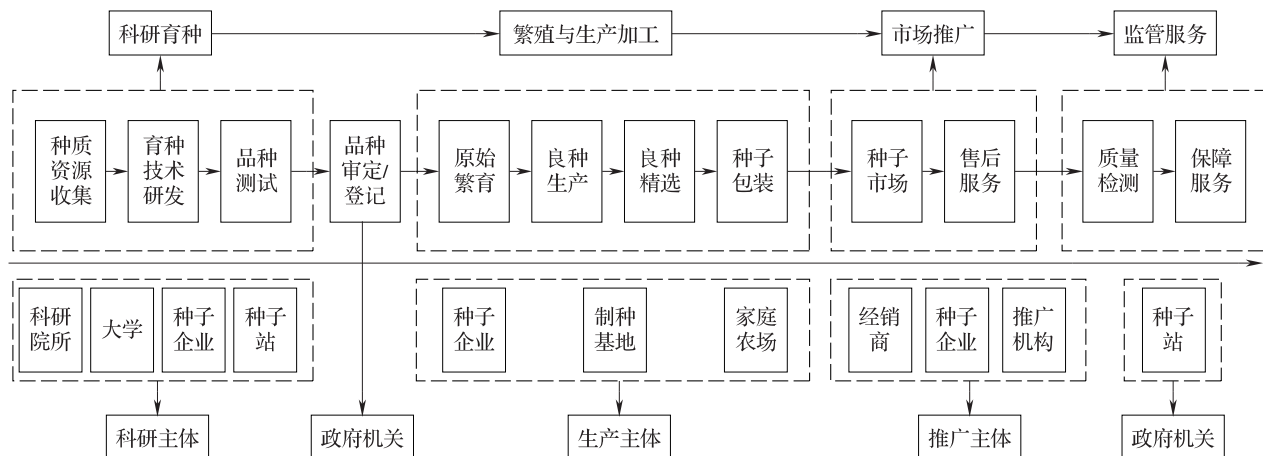 科研育种
繁殖与生产加工
市场推广
监管服务
种质
资源
收集
育种
技术
研发
品种
测试
品种
审定/
登记
原始
繁育
良种
生产
良种
精选
种子
包装
种子
市场
售后
服务
质量
检测
保障
服务
科研
院所
大学
种子
企业
种子
站
种子
企业
制种
基地
家庭
农场
经销
商
种子
企业
推广
机构
种子
站
科研主体
政府机关
生产主体
推广主体
政府机关